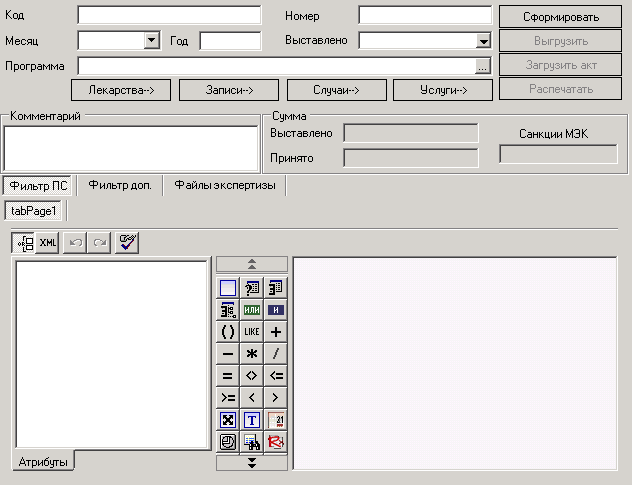 Код
Номер
Сформировать
Месяц
Год
Выставлено
Выгрузить
Программа
...
Загрузить акт
Лекарства-->
Записи-->
Случаи-->
Услуги-->
Распечатать
Комментарий
Сумма
Выставлено
Санкции МЭК
Принято
Фильтр ПС
Фильтр доп.
Файлы экспертизы
tabPage1
XML
ИЛИ
И
( )
LIKE
+
−
*
/
=
<>
<=
>=
<
>
T
21
Атрибуты